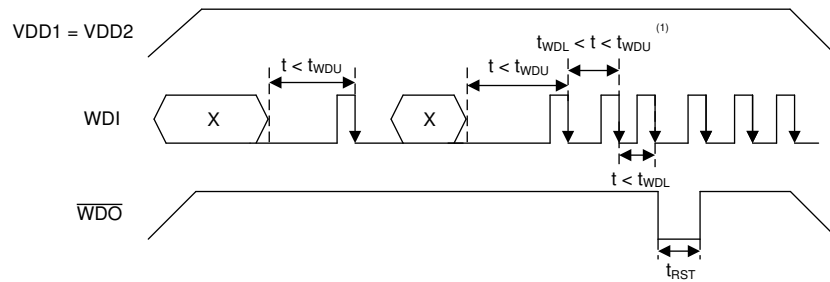 VDD1 = VDD2
tWDL < t < tWDU (1)
t < tWDU
t < tWDU
WDI
X
X
t < tWDL
WDO
tRST